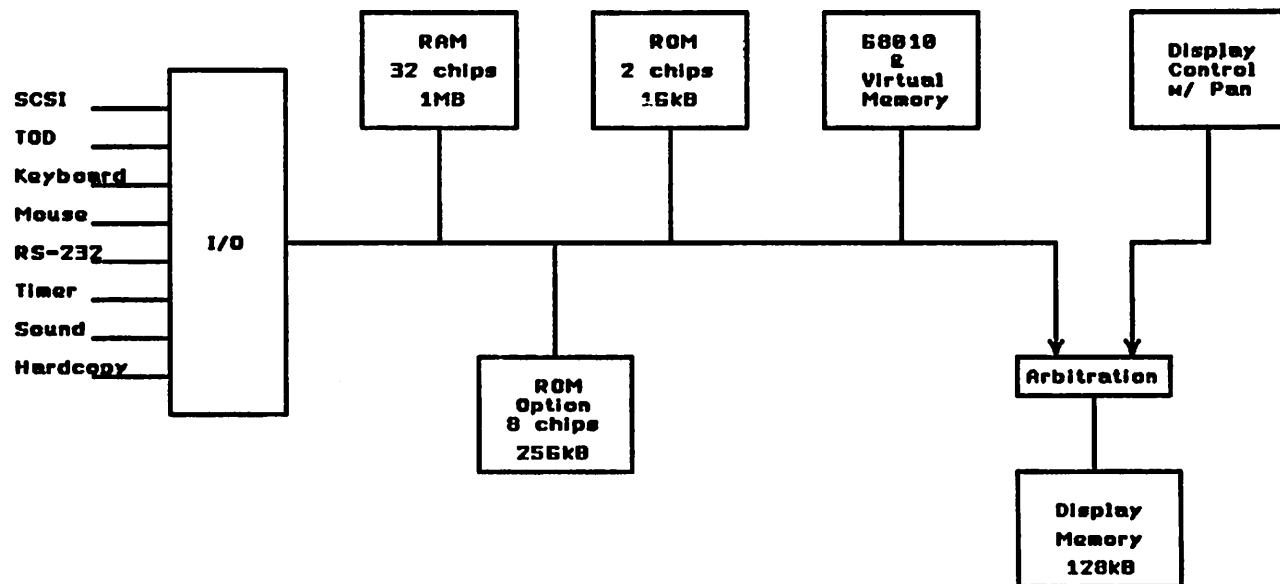 SCSI
TOD
Keyboard
Mouse
RS-232
Timer
Sound
Hardcopy
I/O
RAM
32 chips
1MB
ROM
2 chips
16kB
68010
&
Virtual
Memory
Display
Control
w/ Pan
ROM
Option
8 chips
256kB
Arbitration
Display
Memory
128kB